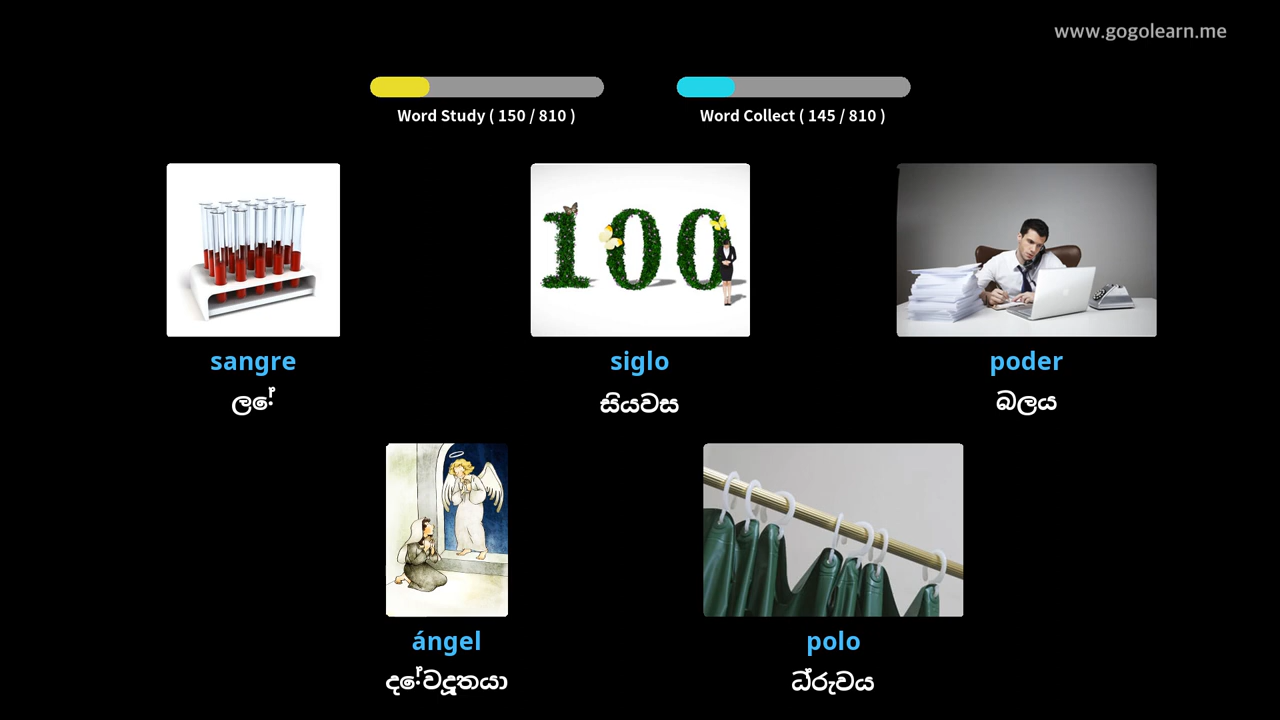 www.gogolearn.me
Word Study ( 150 / 810 )
Word Collect ( 145 / 810 )
100
sangre
siglo
poder
ලේ
සියවස
බලය
ángel
polo
දේවදූතයා
ධ්රුවය